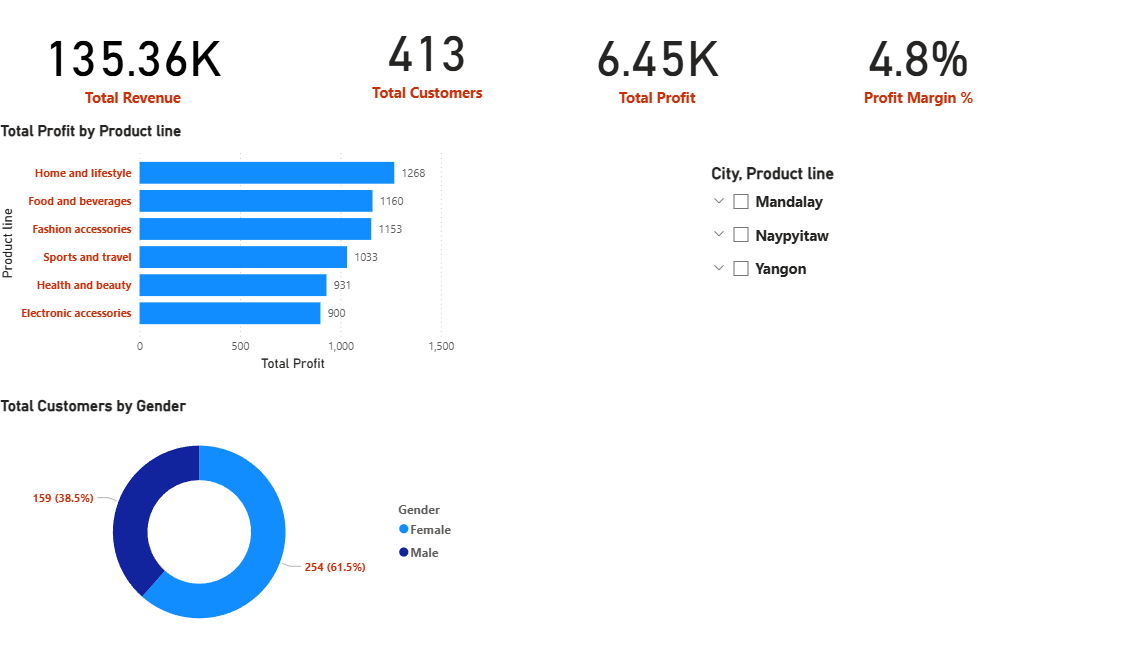 135.36K
Total Revenue
413
Total Customers
6.45K
Total Profit
4.8%
Profit Margin %
Total Profit by Product line
Product line
Home and lifestyle 1268
Food and beverages 1160
Fashion accessories 1153
Sports and travel 1033
Health and beauty 931
Electronic accessories 900
0 500 1,000 1,500
Total Profit
City, Product line
Mandalay
Naypyitaw
Yangon
Total Customers by Gender
159 (38.5%)
254 (61.5%)
Gender
Female
Male